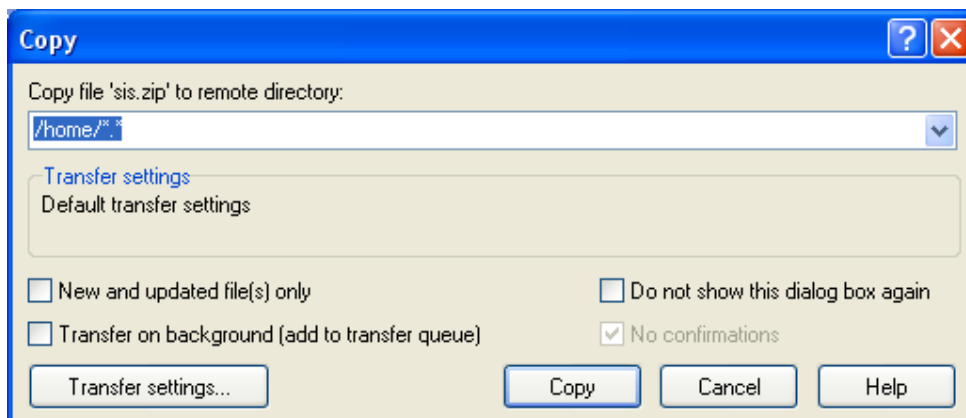 Copy
Copy file 'sis.zip' to remote directory:
/home/*.*
Transfer settings
Default transfer settings
New and updated file(s) only
Do not show this dialog box again
Transfer on background (add to transfer queue)
No confirmations
Transfer settings...
Copy
Cancel
Help